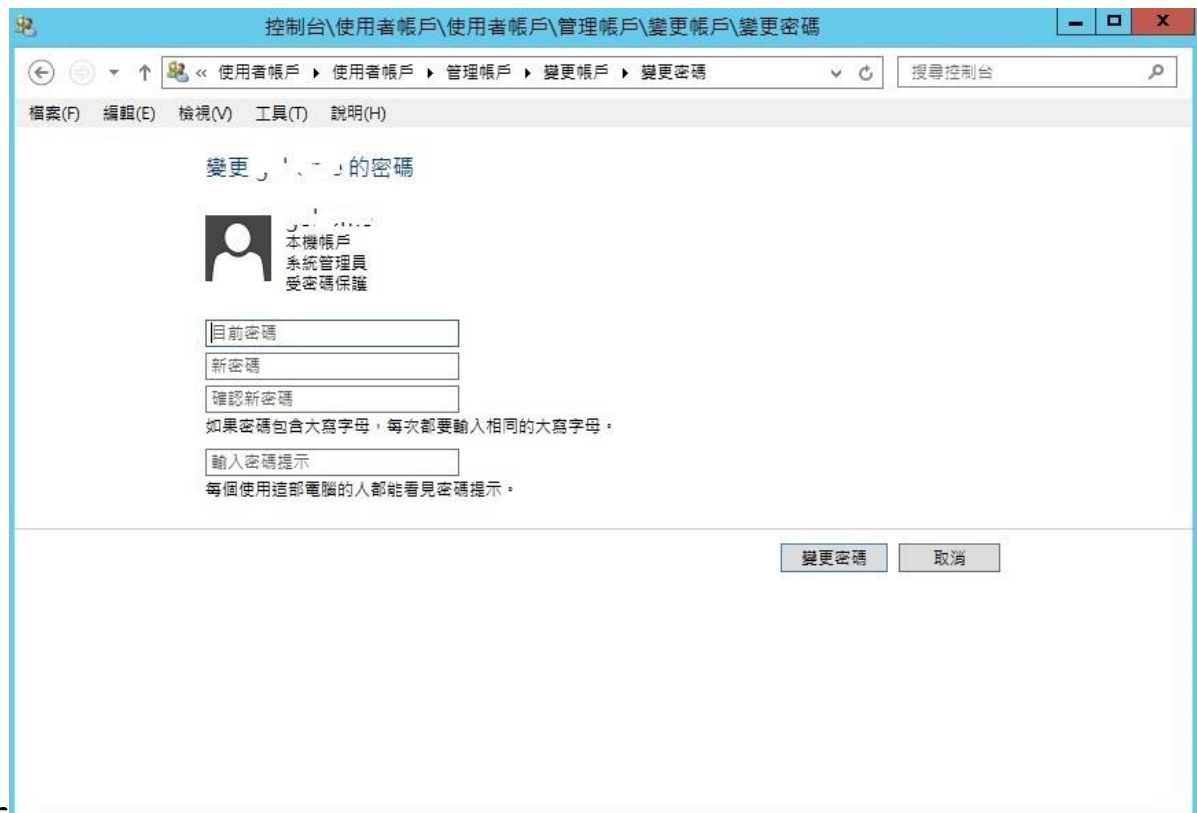 控制台\使用者帳戶\使用者帳戶\管理帳戶\變更帳戶\變更密碼
« 使用者帳戶 ▸ 使用者帳戶 ▸ 管理帳戶 ▸ 變更帳戶 ▸ 變更密碼
搜尋控制台
檔案(F) 編輯(E) 檢視(V) 工具(T) 說明(H)
變更 的密碼
本機帳戶
系統管理員
受密碼保護
目前密碼
新密碼
確認新密碼
如果密碼包含大寫字母，每次都要輸入相同的大寫字母。
輸入密碼提示
每個使用這部電腦的人都能看見密碼提示。
變更密碼 取消